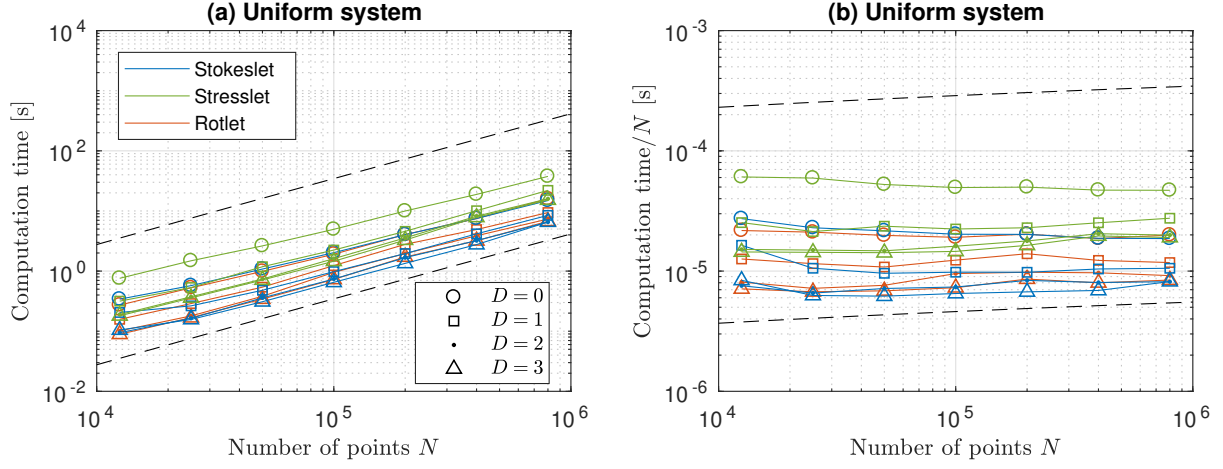 (a) Uniform system
Computation time [s]
10^4
10^2
10^0
10^-2
Stokeslet
Stresslet
Rotlet
D = 0
D = 1
D = 2
D = 3
10^4
10^5
10^6
Number of points N
(b) Uniform system
Computation time/N [s]
10^-3
10^-4
10^-5
10^-6
10^4
10^5
10^6
Number of points N